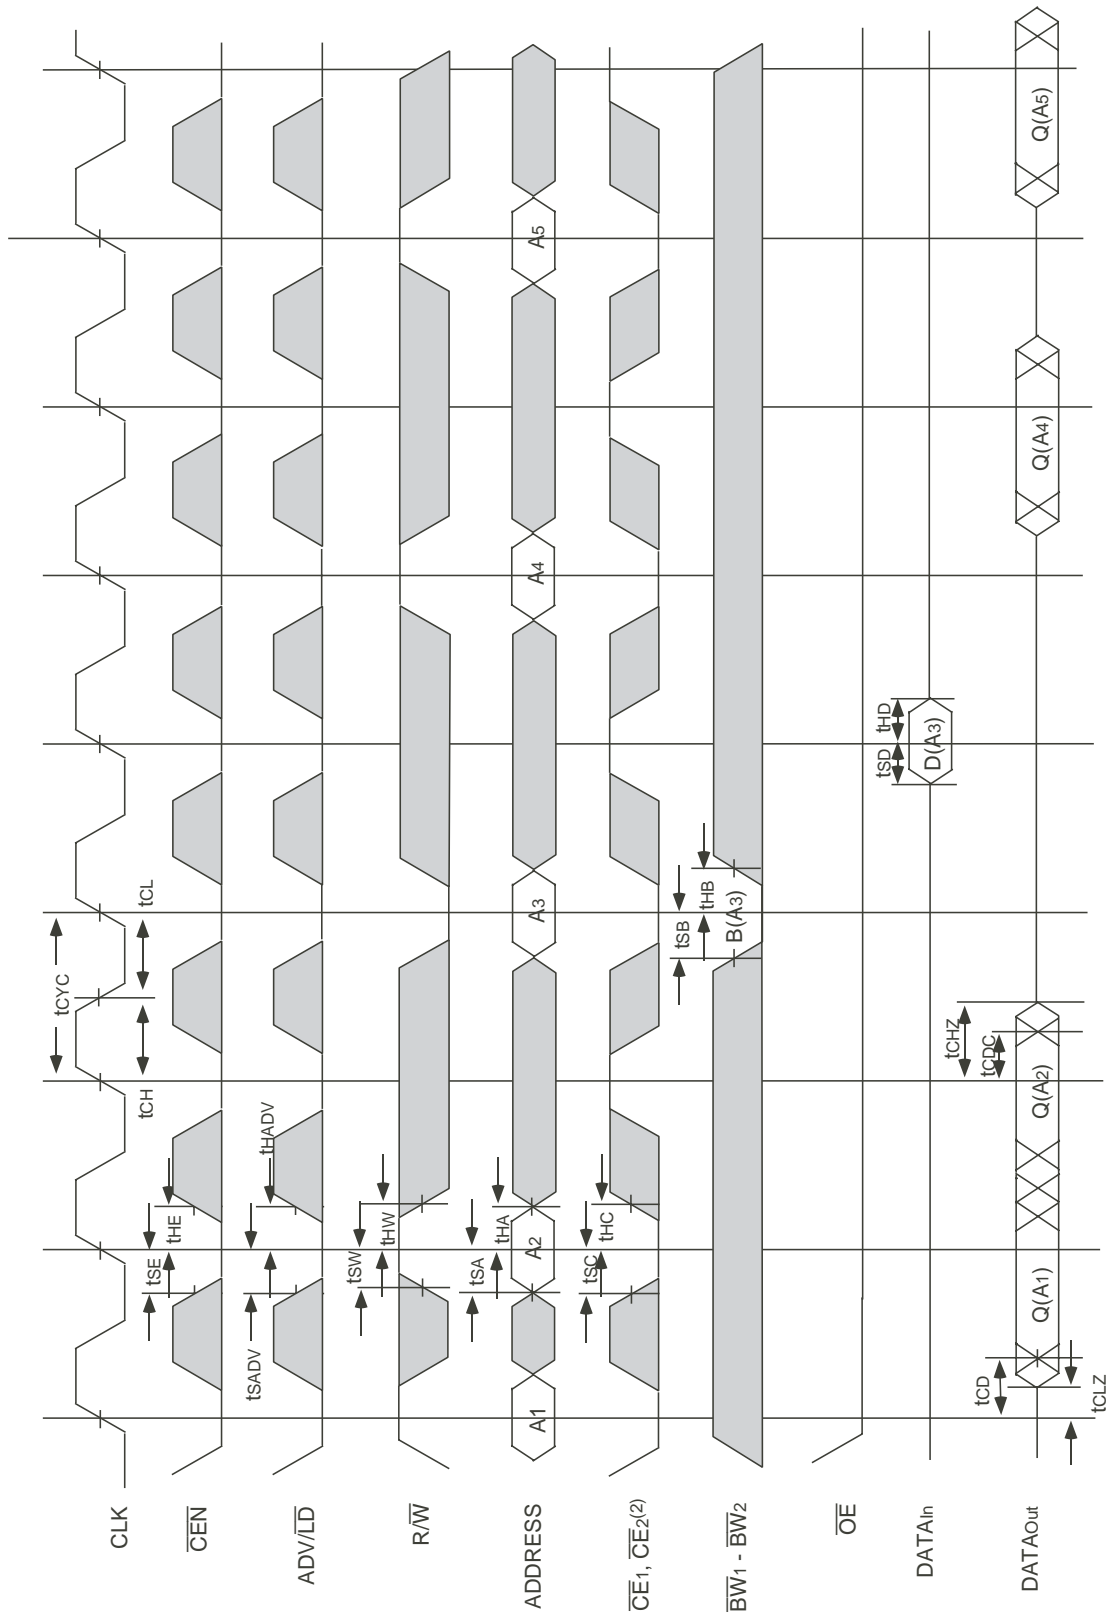 tCYC
tCH
tCL
CLK
tSE
tHE
CEN
tSADV
tHADV
ADV/LD
tSW
tHW
R/W
tSA
tHA
A1
A2
A3
A4
A5
ADDRESS
tSC
tHC
CE1, CE2(2)
tSB
tHB
B(A3)
BW1 - BW2
OE
tSD
tHD
D(A3)
DATAIn
tCD
tCLZ
tCHZ
tCDC
Q(A1)
Q(A2)
Q(A4)
Q(A5)
DATAOut